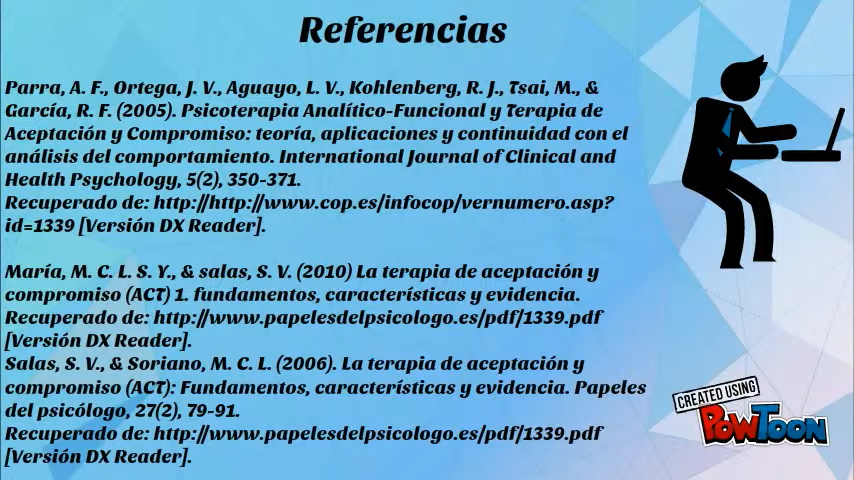 Referencias
Parra, A. F., Ortega, J. V., Aguayo, L. V., Kohlenberg, R. J., Tsai, M., &
García, R. F. (2005). Psicoterapia Analítico-Funcional y Terapia de
Aceptación y Compromiso: teoría, aplicaciones y continuidad con el
análisis del comportamiento. International Journal of Clinical and
Health Psychology, 5(2), 350-371.
Recuperado de: http://http://www.cop.es/infocop/vernumero.asp?
id=1339 [Versión DX Reader].
María, M. C. L. S. Y., & salas, S. V. (2010) La terapia de aceptación y
compromiso (ACT) 1. fundamentos, características y evidencia.
Recuperado de: http://www.papelesdelpsicologo.es/pdf/1339.pdf
[Versión DX Reader].
Salas, S. V., & Soriano, M. C. L. (2006). La terapia de aceptación y
compromiso (ACT): Fundamentos, características y evidencia. Papeles
del psicólogo, 27(2), 79-91.
Recuperado de: http://www.papelesdelpsicologo.es/pdf/1339.pdf
[Versión DX Reader].
CREATED USING
POWTOON